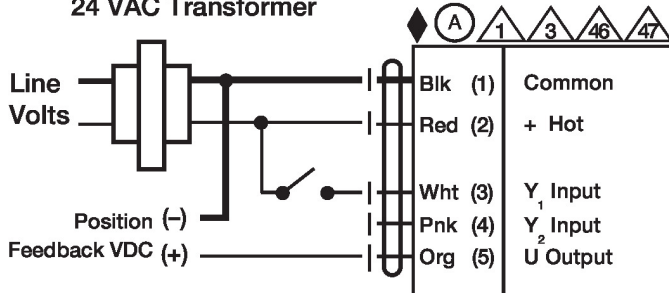 24 VAC Transformer
A 1 3 46 47
Line Volts
Blk (1) Common
Red (2) + Hot
Wht (3) Y1 Input
Position (–)
Pnk (4) Y2 Input
Feedback VDC (+)
Org (5) U Output